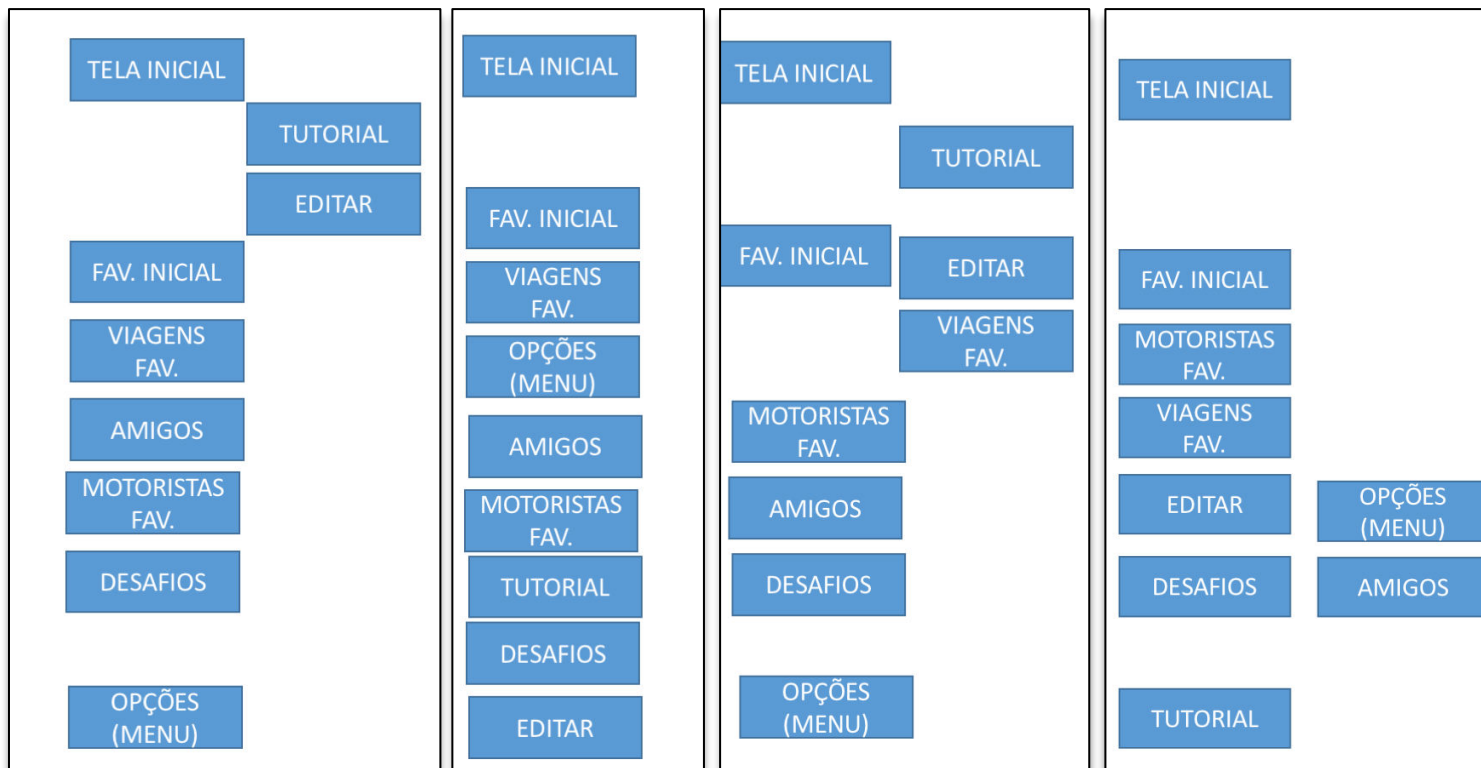 TELA INICIAL
TUTORIAL
EDITAR
FAV. INICIAL
VIAGENS
FAV.
AMIGOS
MOTORISTAS
FAV.
DESAFIOS
OPÇÕES
(MENU)
TELA INICIAL
FAV. INICIAL
VIAGENS
FAV.
OPÇÕES
(MENU)
AMIGOS
MOTORISTAS
FAV.
TUTORIAL
DESAFIOS
EDITAR
TELA INICIAL
TUTORIAL
FAV. INICIAL
EDITAR
VIAGENS
FAV.
MOTORISTAS
FAV.
AMIGOS
DESAFIOS
OPÇÕES
(MENU)
TELA INICIAL
FAV. INICIAL
MOTORISTAS
FAV.
VIAGENS
FAV.
EDITAR
OPÇÕES
(MENU)
DESAFIOS
AMIGOS
TUTORIAL